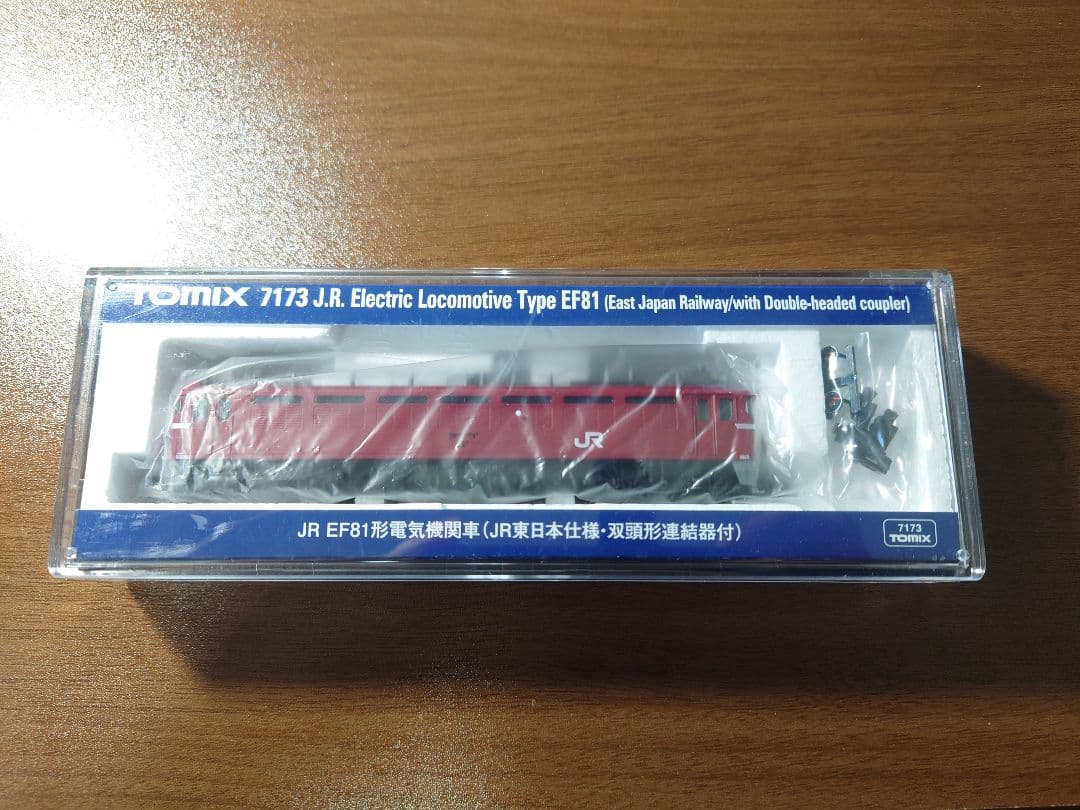 TOMIX 7173 J.R. Electric Locomotive Type EF81 (East Japan Railway/with Double-headed coupler)
JR
JR EF81形電気機関車（JR東日本仕様・双頭形連結器付）
7173
TOMIX